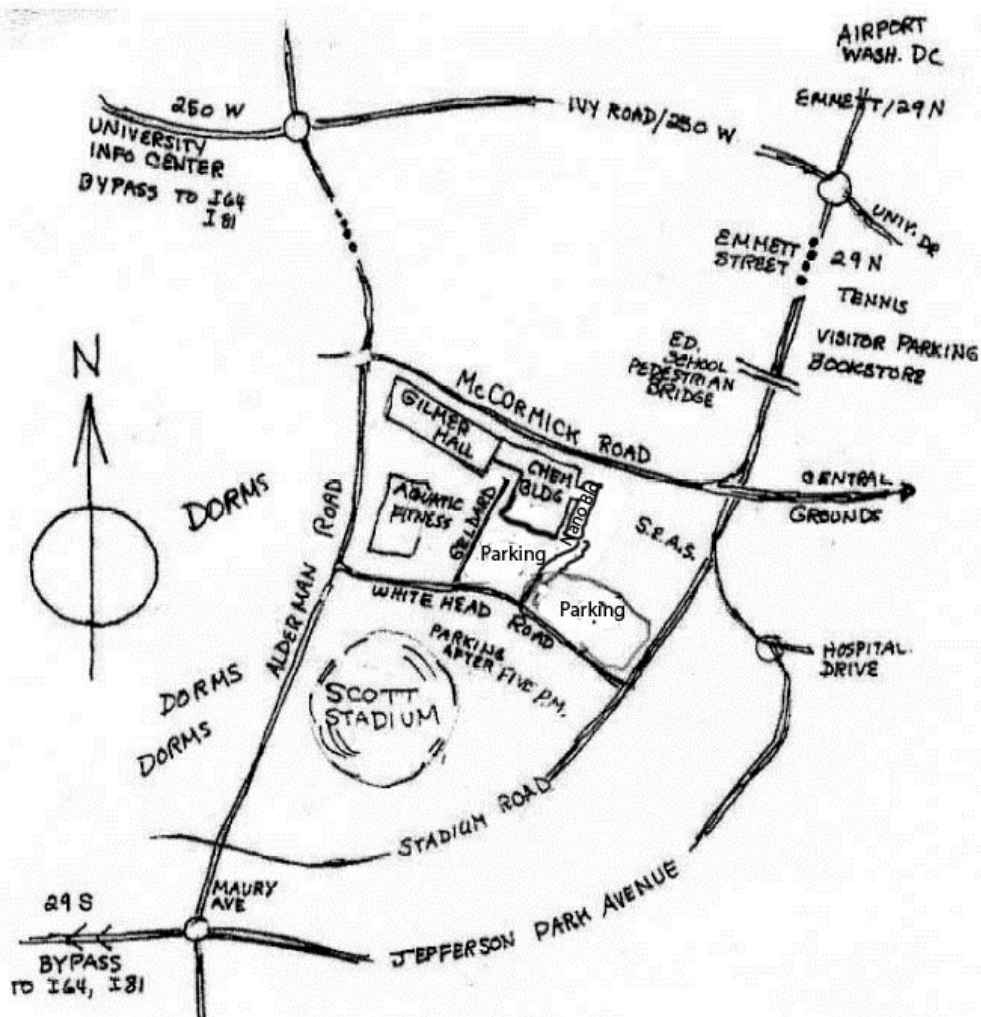 AIRPORT
WASH. DC
EMMETT/29 N
250 W
IVY ROAD/250 W
UNIVERSITY
INFO CENTER
BYPASS TO I64
I81
UNIV. DR
EMMETT
STREET
29 N
TENNIS
VISITOR PARKING
BOOKSTORE
ED.
SCHOOL
PEDESTRIAN
BRIDGE
N
McCORMICK ROAD
GILMER
HALL
CHEM
BLDG
CENTRAL
GROUNDS
DORMS
AQUATIC
FITNESS
GELDARD
S.E.A.S.
Parking
Parking
ALDERMAN ROAD
WHITE HEAD ROAD
PARKING
AFTER FIVE P.M.
HOSPITAL
DRIVE
DORMS
DORMS
SCOTT
STADIUM
STADIUM ROAD
MAURY
AVE
29 S
JEFFERSON PARK AVENUE
BYPASS
TO I64, I81